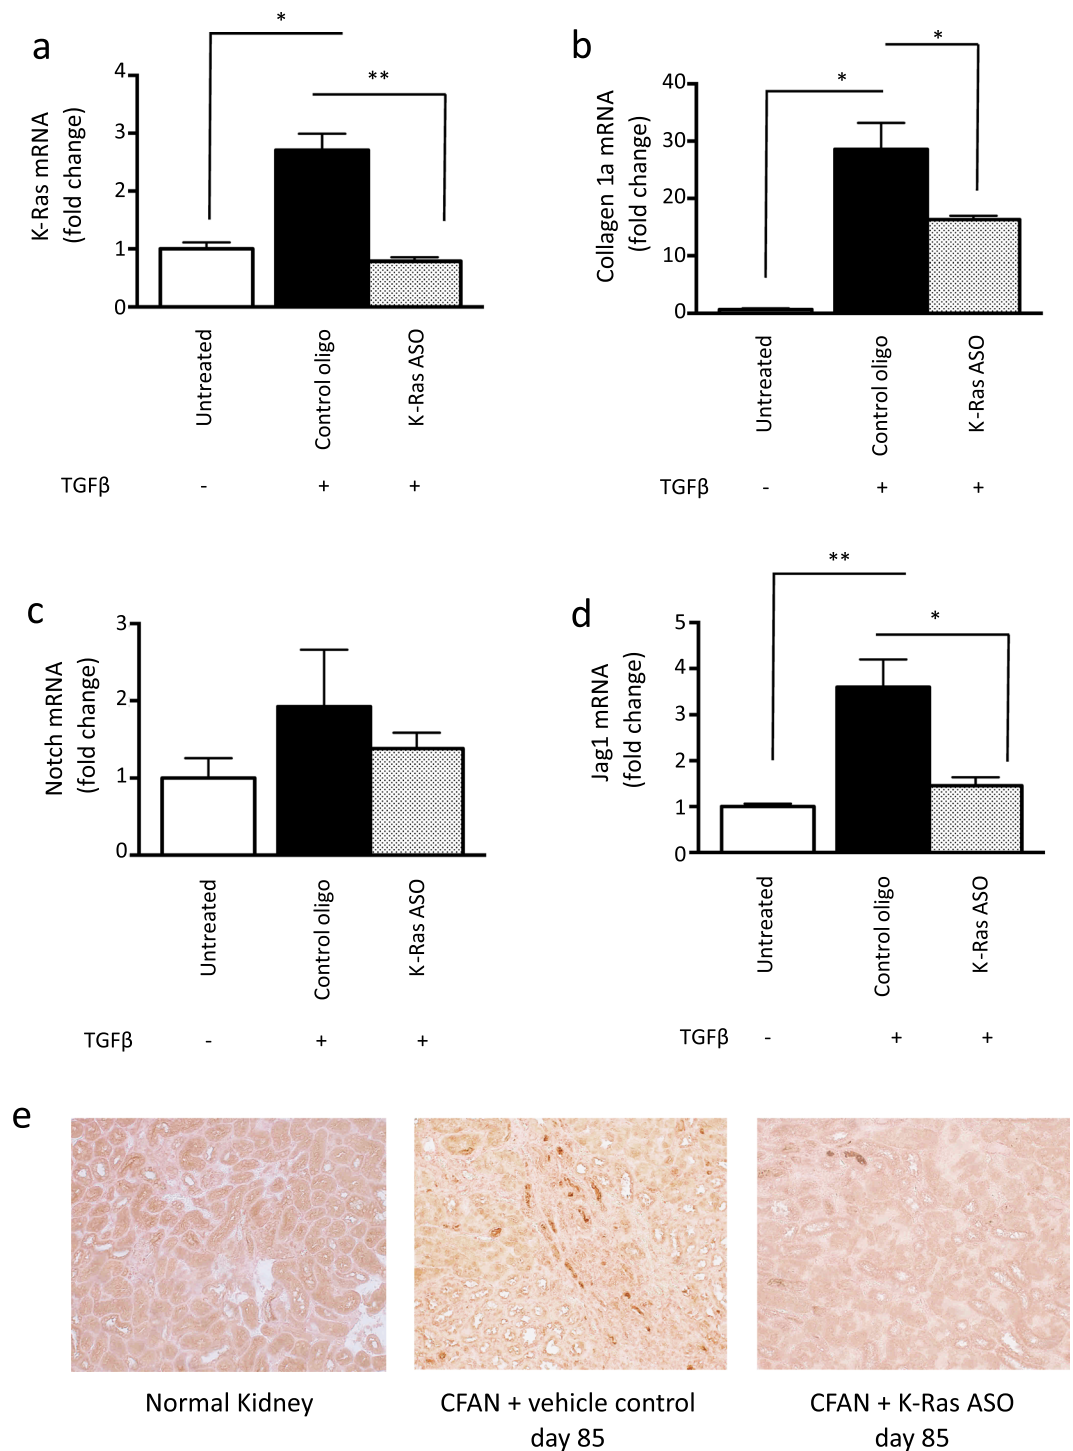 a
*
**
K-Ras mRNA
(fold change)
4
3
2
1
0
Untreated
Control oligo
K-Ras ASO
TGFβ - + +
b
*
*
Collagen 1a mRNA
(fold change)
40
30
20
10
0
Untreated
Control oligo
K-Ras ASO
TGFβ - + +
c
Notch mRNA
(fold change)
3
2
1
0
Untreated
Control oligo
K-Ras ASO
TGFβ - + +
d
**
*
Jag1 mRNA
(fold change)
5
4
3
2
1
0
Untreated
Control oligo
K-Ras ASO
TGFβ - + +
e
Normal Kidney
CFAN + vehicle control
day 85
CFAN + K-Ras ASO
day 85